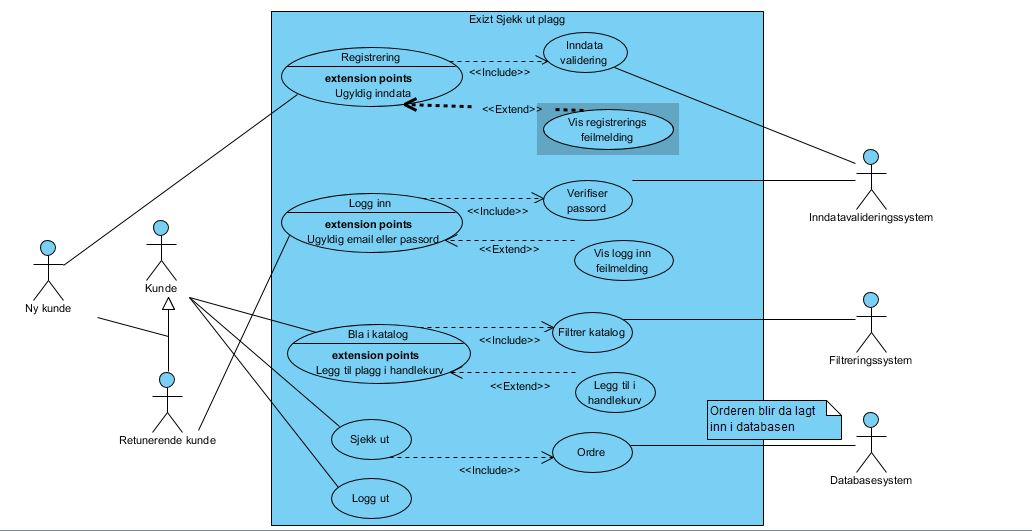 Exizt Sjekk ut plagg
Registrering
extension points
Ugyldig inndata
<<Include>>
Inndata
validering
<<Extend>>
Vis registrerings
feilmelding
Inndatavalideringssystem
Logg inn
extension points
Ugyldig email eller passord
<<Include>>
Verifiser
passord
<<Extend>>
Vis logg inn
feilmelding
Ny kunde
Kunde
Bla i katalog
extension points
Legg til plagg i handlekurv
<<Include>>
Filtrer katalog
Filtreringssystem
<<Extend>>
Legg til i
handlekurv
Retunerende kunde
Sjekk ut
<<Include>>
Ordre
Orderen blir da lagt
inn i databasen
Databasesystem
Logg ut